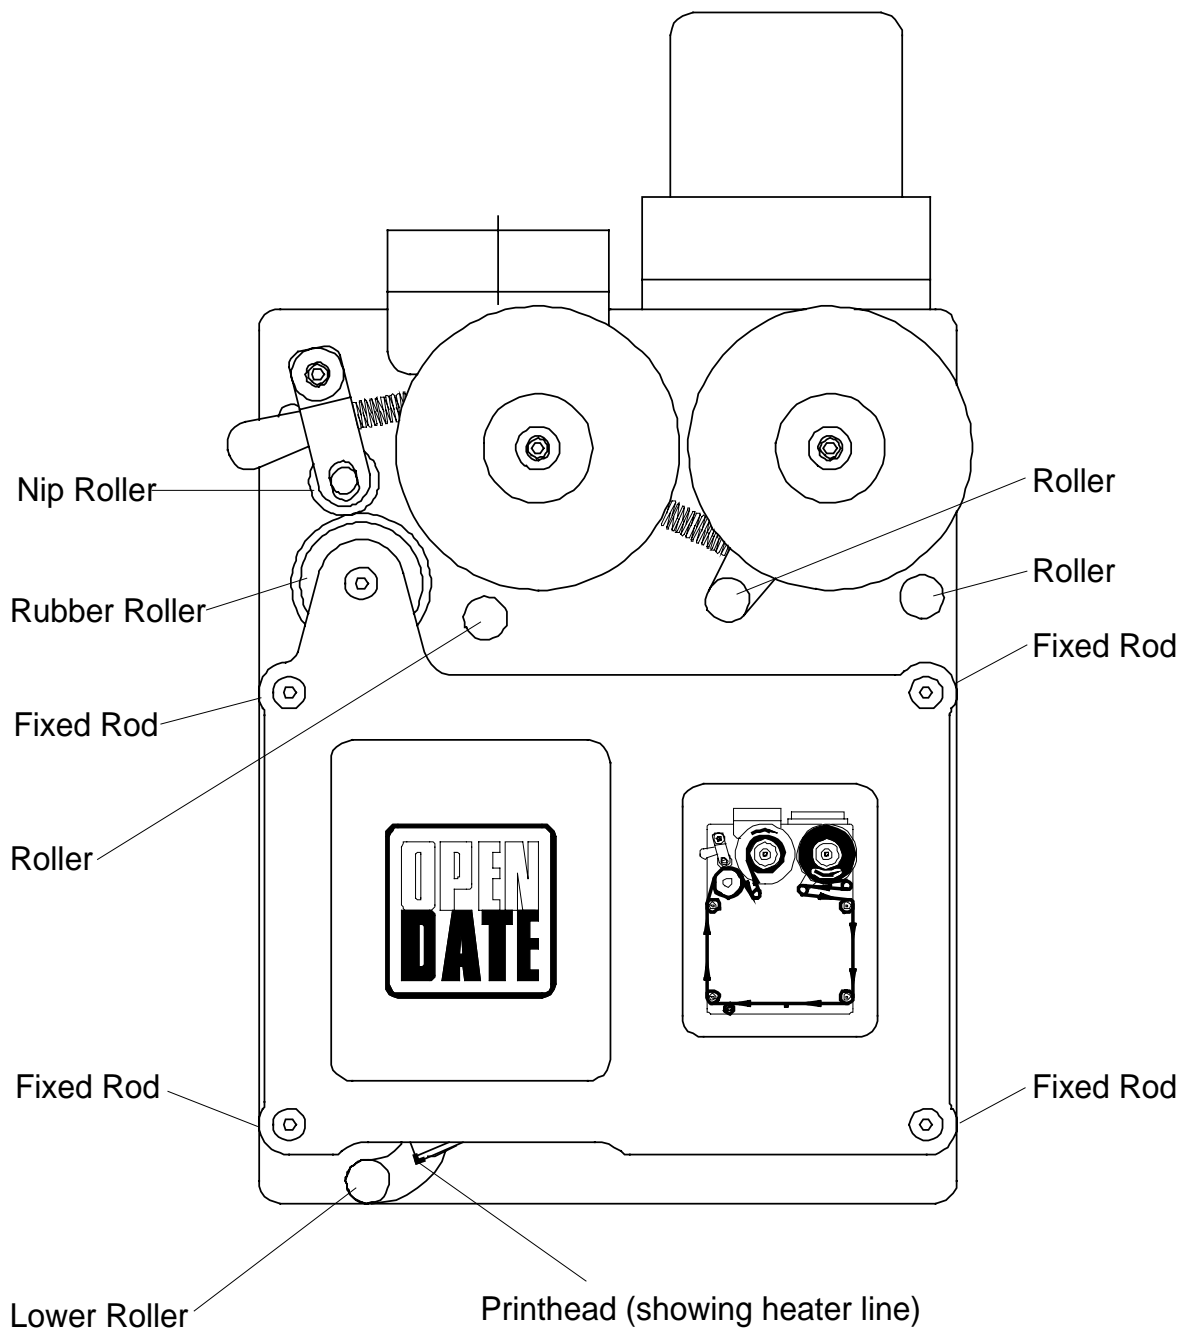 Nip Roller
Roller
Roller
Rubber Roller
Fixed Rod
Fixed Rod
OPEN
DATE
Roller
Fixed Rod
Fixed Rod
Lower Roller
Printhead (showing heater line)